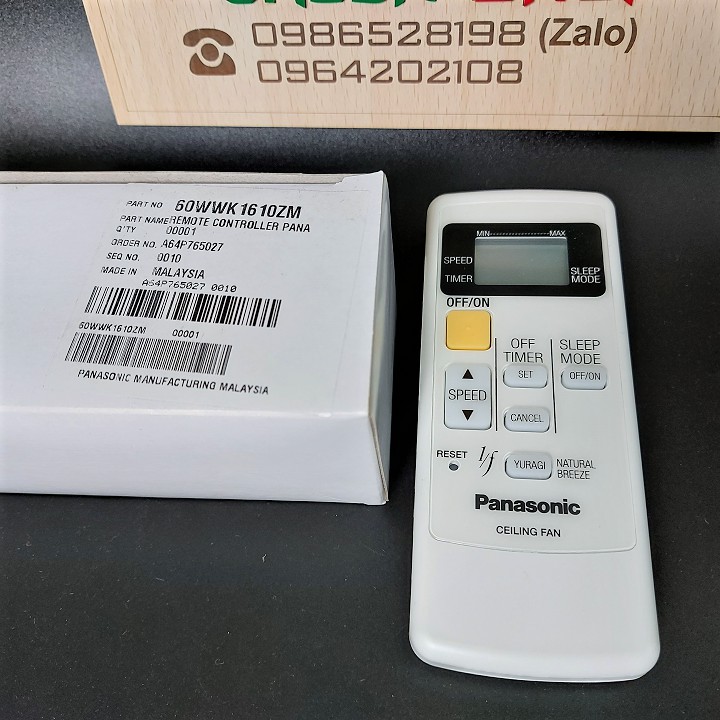 0986528198 (Zalo)
0964202108
PART NO 60WWK1610ZM
PART NAME REMOTE CONTROLLER PANA
Q'TY 00001
ORDER NO. A64P765027
SEQ NO. 0010
MADE IN MALAYSIA
A64P765027 0010
60WWK1610ZM 00001
PANASONIC MANUFACTURING MALAYSIA
MIN MAX
SPEED
TIMER
SLEEP
MODE
OFF/ON
OFF
TIMER
SLEEP
MODE
SET
OFF/ON
▲
SPEED
▼
CANCEL
RESET
1/f
YURAGI
NATURAL
BREEZE
Panasonic
CEILING FAN